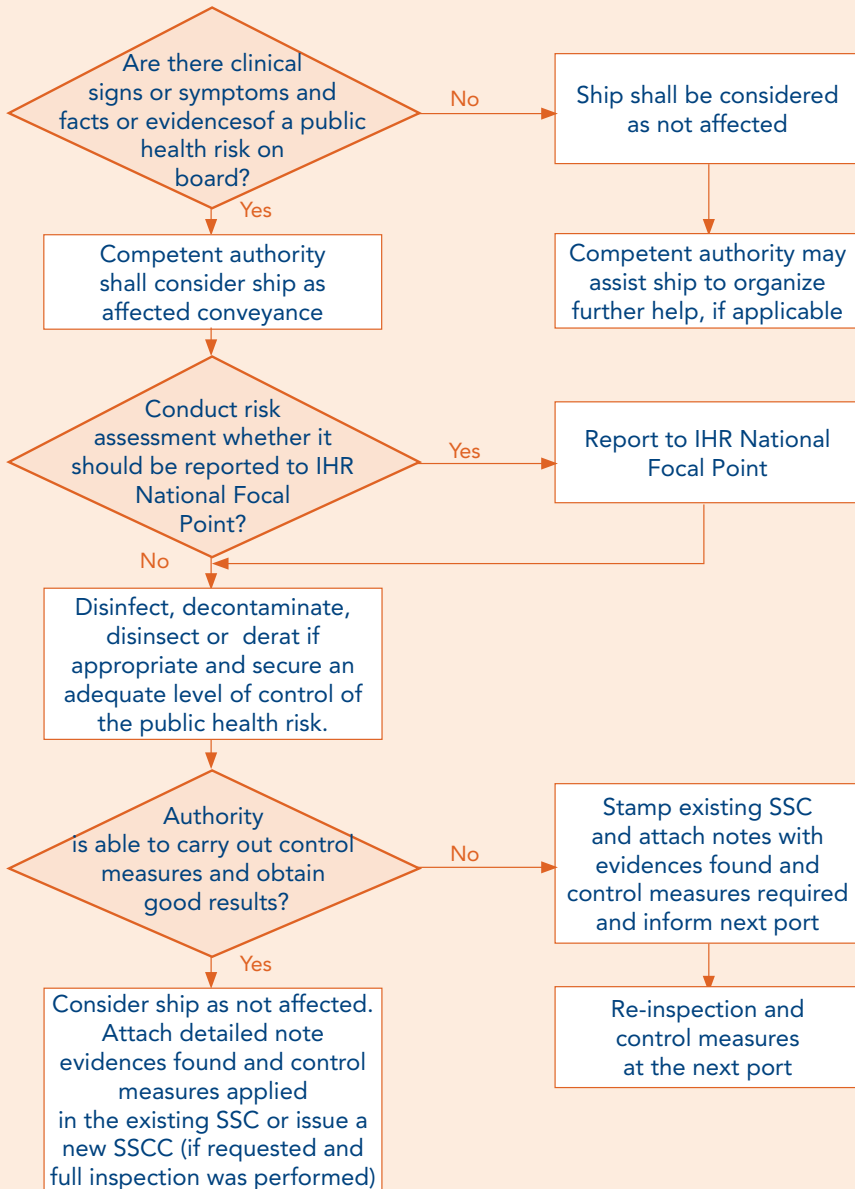 Are there clinical
signs or symptoms and
facts or evidencesof a public
health risk on
board?
No
Ship shall be considered
as not affected
Yes
Competent authority
shall consider ship as
affected conveyance
Competent authority may
assist ship to organize
further help, if applicable
Conduct risk
assessment whether it
should be reported to IHR
National Focal
Point?
Yes
Report to IHR National
Focal Point
No
Disinfect, decontaminate,
disinsect or derat if
appropriate and secure an
adequate level of control of
the public health risk.
Authority
is able to carry out control
measures and obtain
good results?
No
Stamp existing SSC
and attach notes with
evidences found and
control measures required
and inform next port
Yes
Consider ship as not affected.
Attach detailed note
evidences found and control
measures applied
in the existing SSC or issue a
new SSCC (if requested and
full inspection was performed)
Re-inspection and
control measures
at the next port